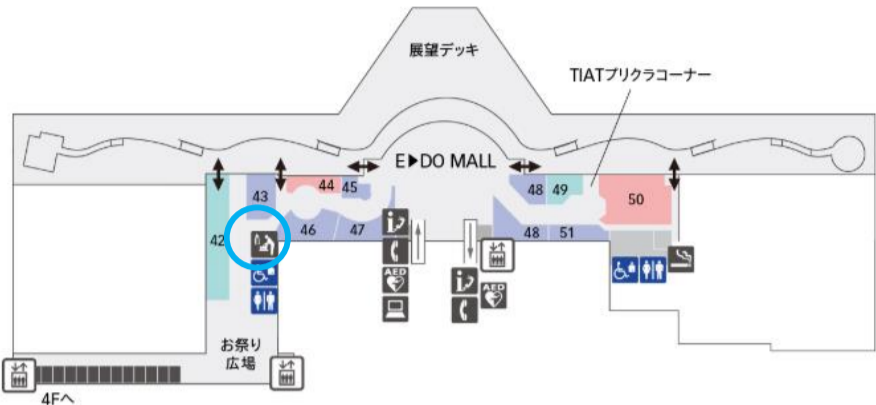 展望デッキ
TIATプリクラコーナー
E▶DO MALL
43
44
45
48
49
50
42
46
47
48
51
AED
AED
お祭り
広場
4Fへ